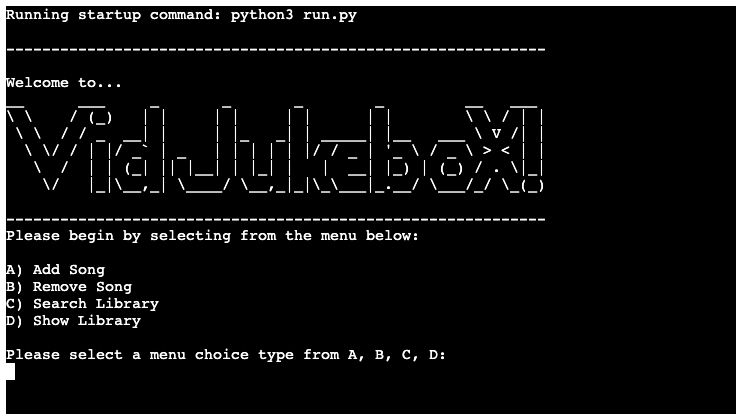 Running startup command: python3 run.py
------------------------------------------------------------
Welcome to...
VidJukeboX!
------------------------------------------------------------
Please begin by selecting from the menu below:
A) Add Song
B) Remove Song
C) Search Library
D) Show Library
Please select a menu choice type from A, B, C, D: